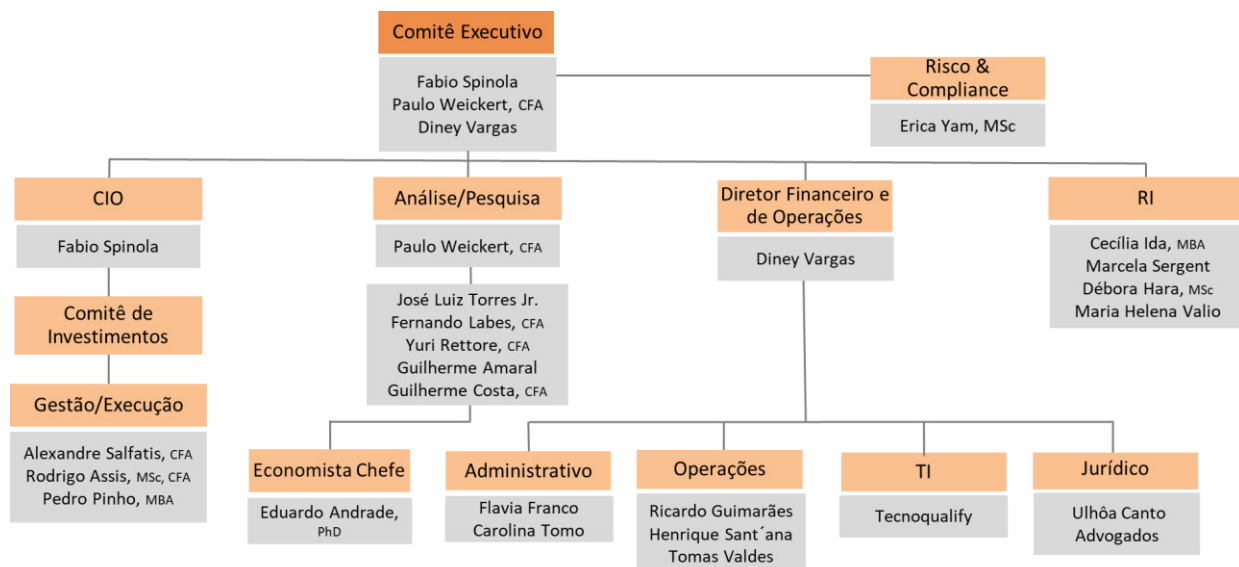 Comitê Executivo
Fabio Spinola
Paulo Weickert, CFA
Diney Vargas
Risco &
Compliance
Erica Yam, MSc
CIO
Fabio Spinola
Comitê de
Investimentos
Gestão/Execução
Alexandre Salfatis, CFA
Rodrigo Assis, MSc, CFA
Pedro Pinho, MBA
Análise/Pesquisa
Paulo Weickert, CFA
José Luiz Torres Jr.
Fernando Labes, CFA
Yuri Rettore, CFA
Guilherme Amaral
Guilherme Costa, CFA
Economista Chefe
Eduardo Andrade,
PhD
Diretor Financeiro e
de Operações
Diney Vargas
Administrativo
Flavia Franco
Carolina Tomo
Operações
Ricardo Guimarães
Henrique Sant´ana
Tomas Valdes
TI
Tecnoqualify
Jurídico
Ulhôa Canto
Advogados
RI
Cecília Ida, MBA
Marcela Sergent
Débora Hara, MSc
Maria Helena Valio